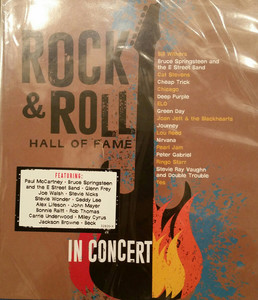 ROCK
& ROLL
HALL OF FAME
Bill Withers
Bruce Springsteen and
the E Street Band
Cat Stevens
Cheap Trick
Chicago
Deep Purple
ELO
Green Day
Joan Jett & the Blackhearts
Journey
Lou Reed
Nirvana
Pearl Jam
Peter Gabriel
Ringo Starr
Stevie Ray Vaughn
and Double Trouble
Yes
FEATURING:
Paul McCartney · Bruce Springsteen
and the E Street Band · Glenn Frey
Joe Walsh · Stevie Nicks
Stevie Wonder · Geddy Lee
Alex Lifeson · John Mayer
Bonnie Raitt · Rob Thomas
Carrie Underwood · Miley Cyrus
Jackson Browne · Beck
IN CONCERT